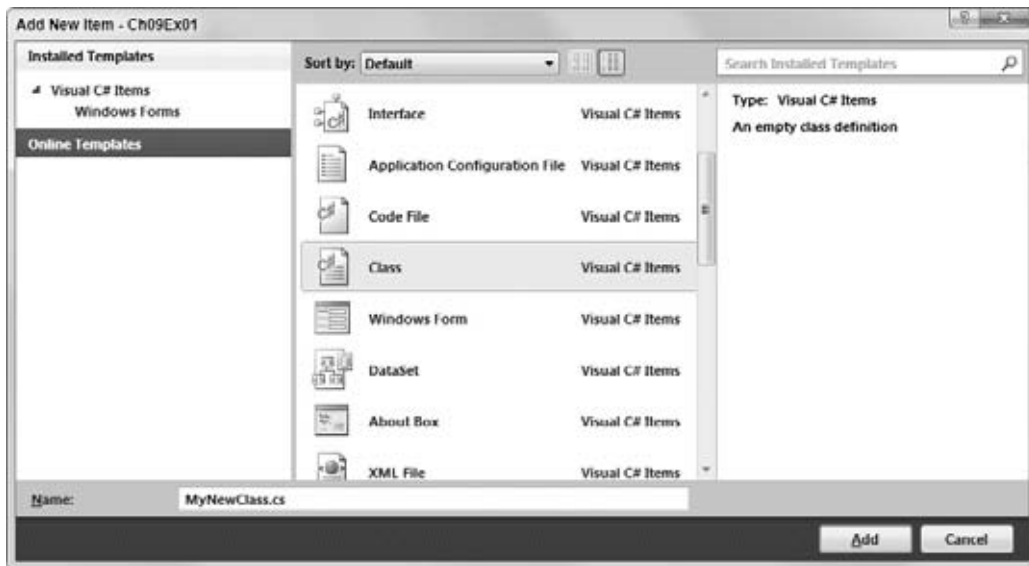 Add New Item - Ch09Ex01
Installed Templates
Visual C# Items
Windows Forms
Online Templates
Sort by: Default
Interface Visual C# Items
Application Configuration File Visual C# Items
Code File Visual C# Items
Class Visual C# Items
Windows Form Visual C# Items
DataSet Visual C# Items
About Box Visual C# Items
XML File Visual C# Items
Search Installed Templates
Type: Visual C# Items
An empty class definition
Name: MyNewClass.cs
Add Cancel